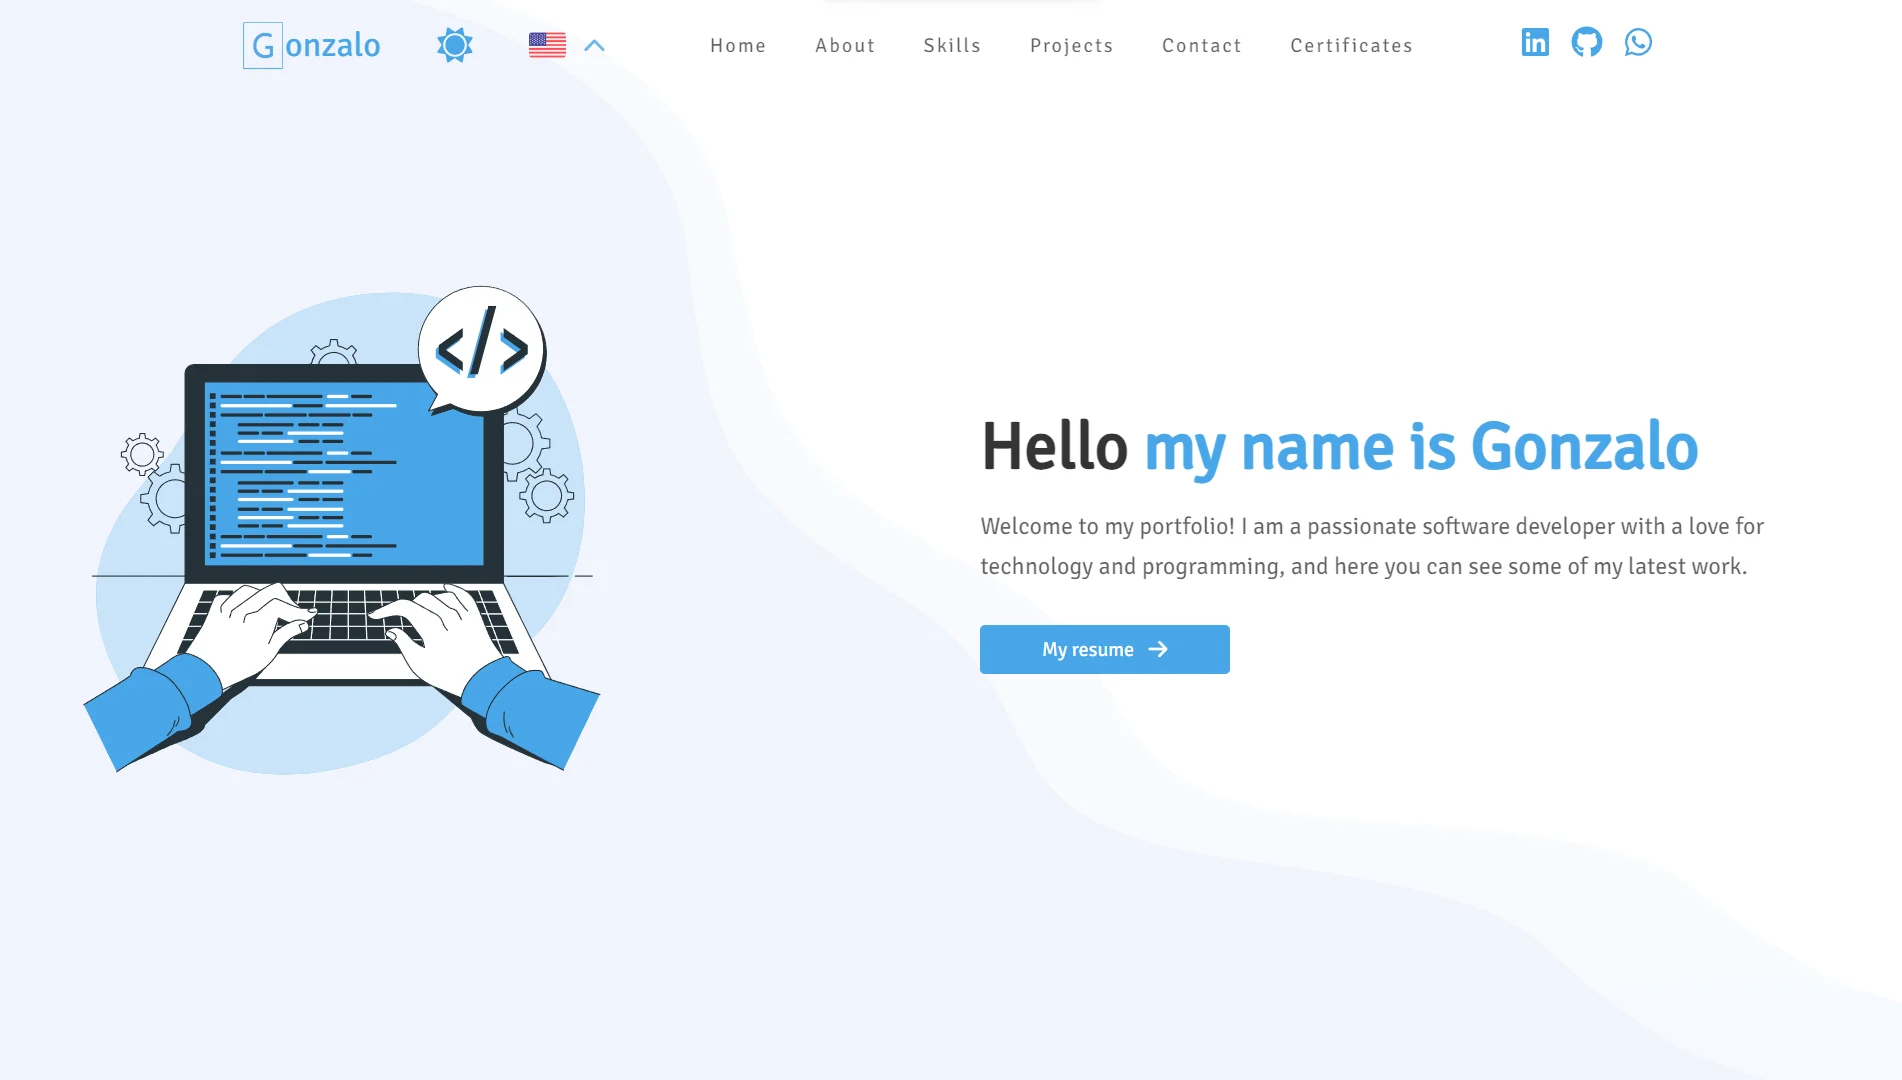 Gonzalo
Home About Skills Projects Contact Certificates
</>
Hello my name is Gonzalo
Welcome to my portfolio! I am a passionate software developer with a love for
technology and programming, and here you can see some of my latest work.
My resume